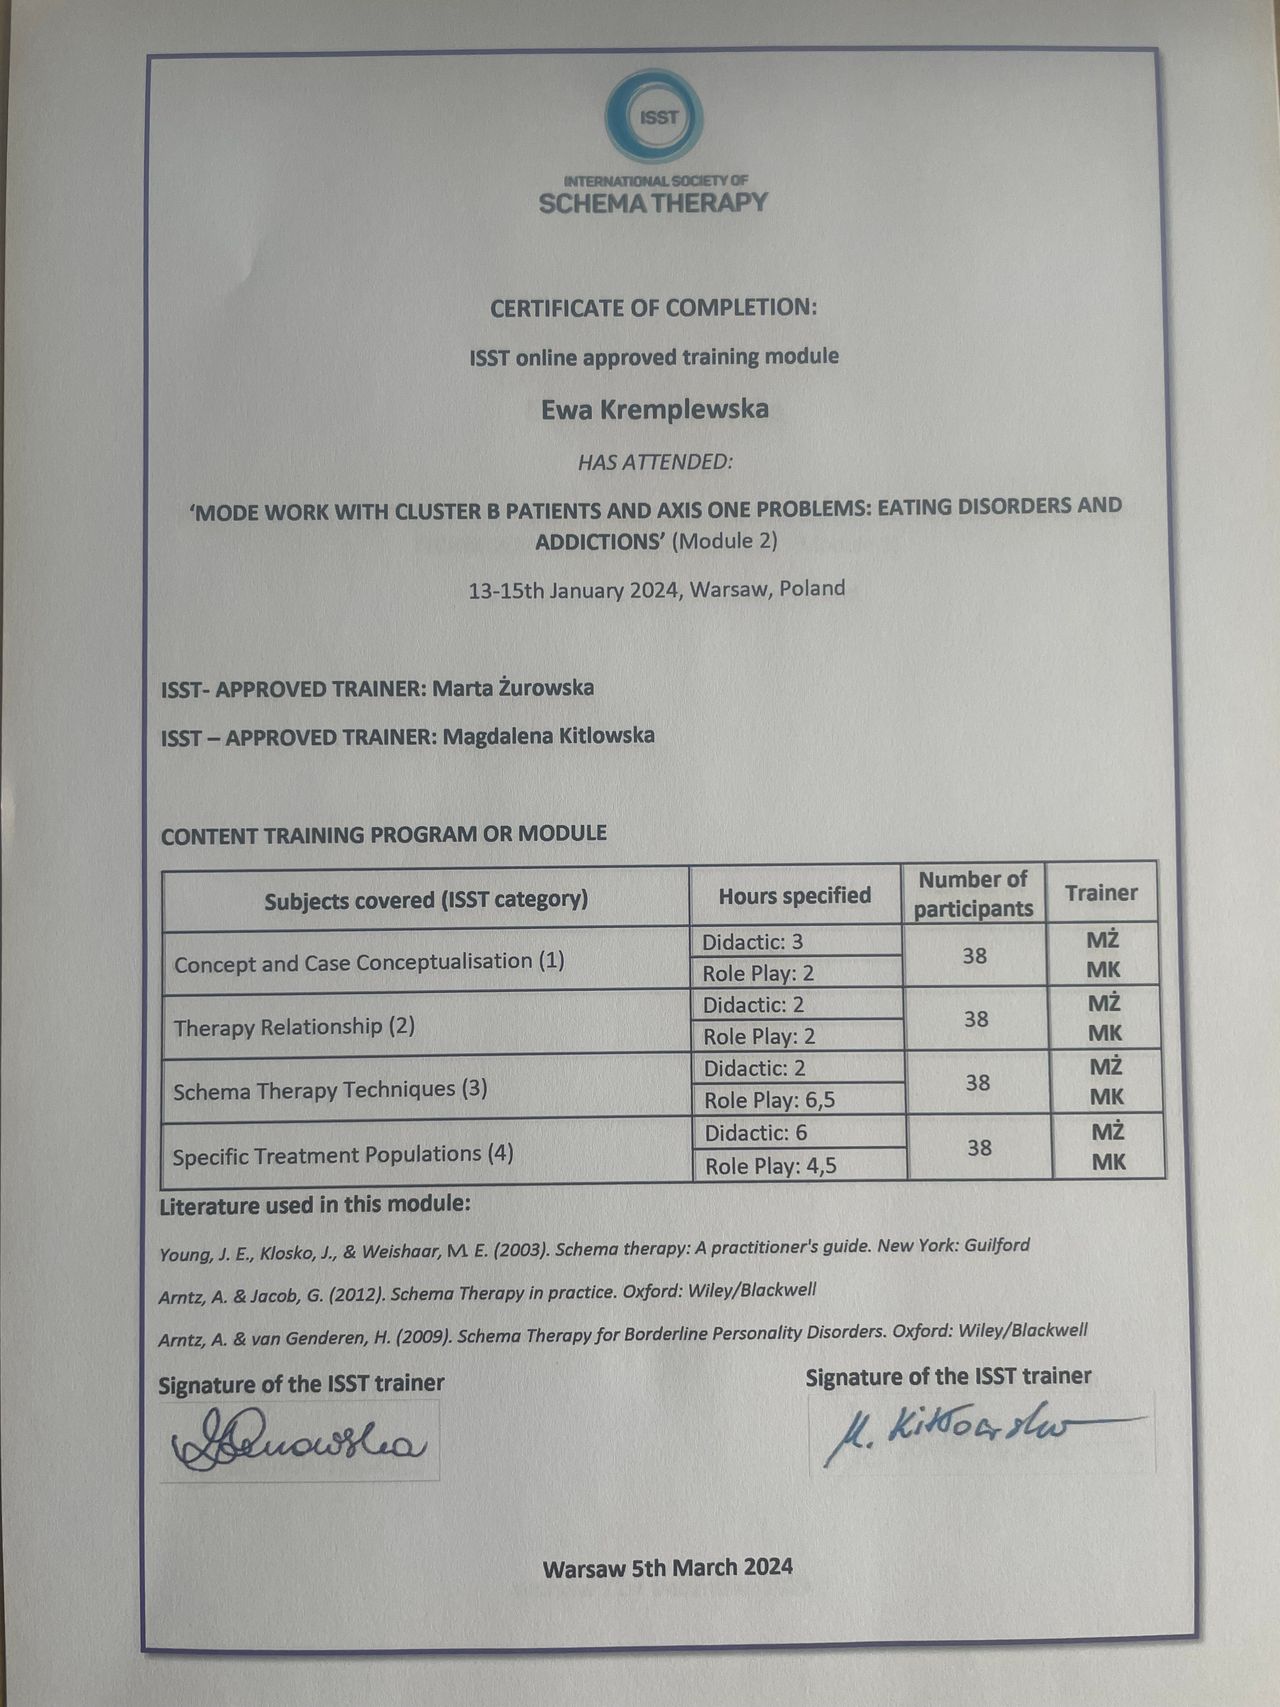 ISST
INTERNATIONAL SOCIETY OF
SCHEMA THERAPY
CERTIFICATE OF COMPLETION:
ISST online approved training module
Ewa Kremplewska
HAS ATTENDED:
‘MODE WORK WITH CLUSTER B PATIENTS AND AXIS ONE PROBLEMS: EATING DISORDERS AND
ADDICTIONS’ (Module 2)
13-15th January 2024, Warsaw, Poland
ISST- APPROVED TRAINER: Marta Żurowska
ISST – APPROVED TRAINER: Magdalena Kitlowska
CONTENT TRAINING PROGRAM OR MODULE
Subjects covered (ISST category) Hours specified Number of participants Trainer
Concept and Case Conceptualisation (1) Didactic: 3 38 MŻ
Role Play: 2 MK
Therapy Relationship (2) Didactic: 2 38 MŻ
Role Play: 2 MK
Schema Therapy Techniques (3) Didactic: 2 38 MŻ
Role Play: 6,5 MK
Specific Treatment Populations (4) Didactic: 6 38 MŻ
Role Play: 4,5 MK
Literature used in this module:
Young, J. E., Klosko, J., & Weishaar, M. E. (2003). Schema therapy: A practitioner's guide. New York: Guilford
Arntz, A. & Jacob, G. (2012). Schema Therapy in practice. Oxford: Wiley/Blackwell
Arntz, A. & van Genderen, H. (2009). Schema Therapy for Borderline Personality Disorders. Oxford: Wiley/Blackwell
Signature of the ISST trainer Signature of the ISST trainer
M. Kitłowska
Warsaw 5th March 2024